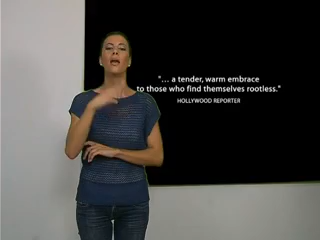 "... a tender, warm embrace
to those who find themselves rootless."
HOLLYWOOD REPORTER